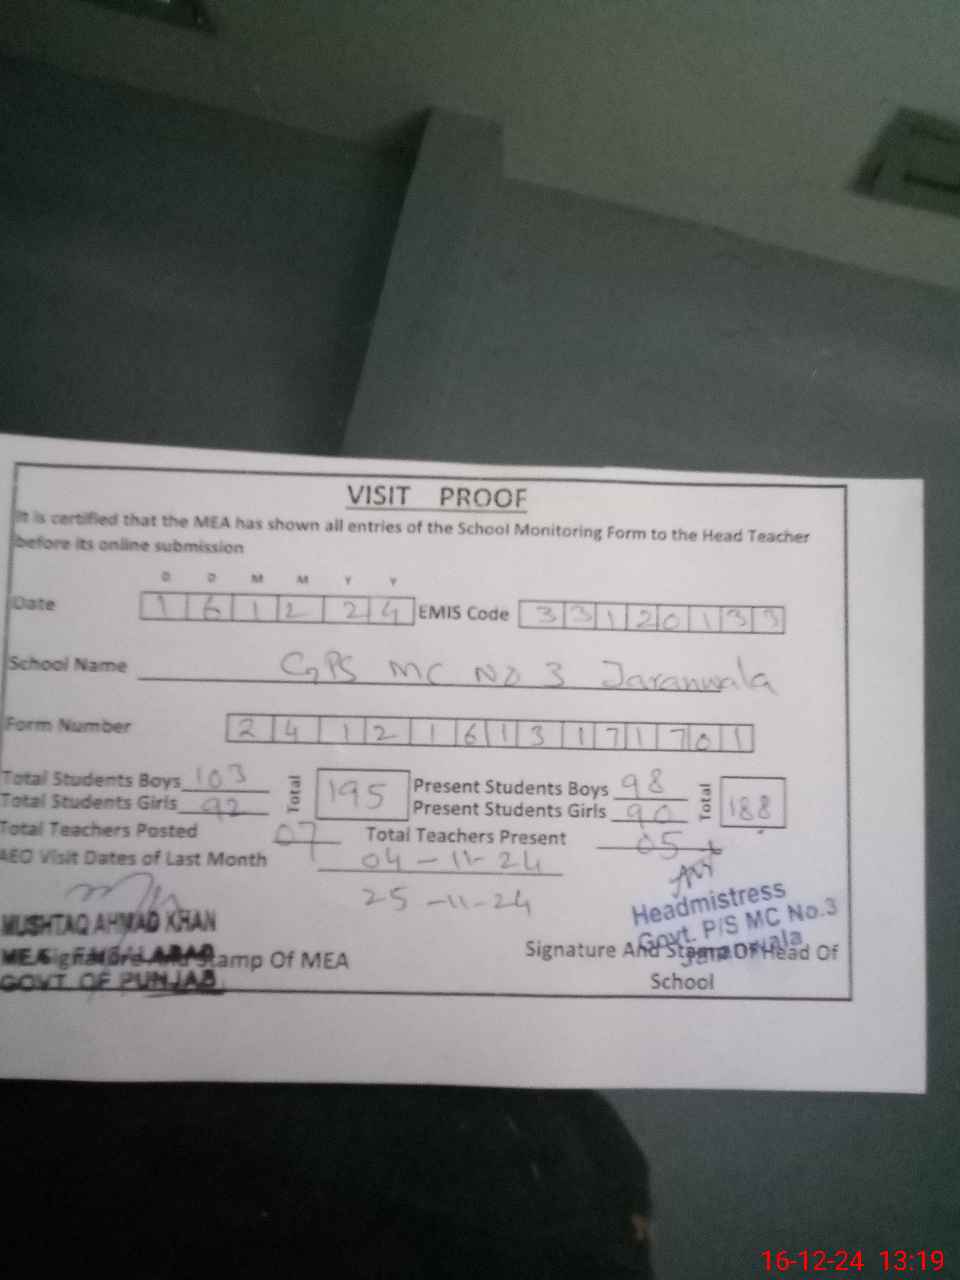 VISIT PROOF
It is certified that the MEA has shown all entries of the School Monitoring Form to the Head Teacher
before its online submission
D D M M Y Y
Date 1 6 1 2 2 4 EMIS Code 3 3 1 2 0 1 3 3
School Name GPS MC NO 3 Jaranwala
Form Number 2 4 1 2 1 6 1 3 1 7 1 7 0 1
Total Students Boys 103 Total 195 Present Students Boys 98 Total 188
Total Students Girls 92 Present Students Girls 90
Total Teachers Posted 07 Total Teachers Present 05
AEO Visit Dates of Last Month 04-11-24
25-11-24
MUSHTAQ AHMAD KHAN
MEA FAISALABAD
GOVT OF PUNJAB
Signature And Stamp Of MEA
Headmistress
Govt. P/S MC No.3
Jaranwala
Signature And Stamp Of Head Of
School
16-12-24 13:19